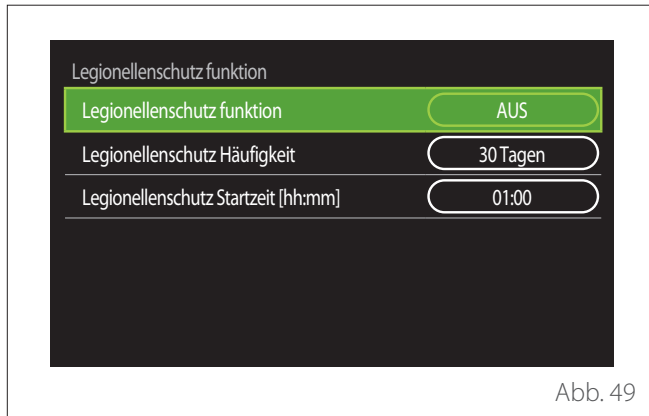 Legionellenschutz funktion
Legionellenschutz funktion AUS
Legionellenschutz Häufigkeit 30 Tagen
Legionellenschutz Startzeit [hh:mm] 01:00
Abb. 49